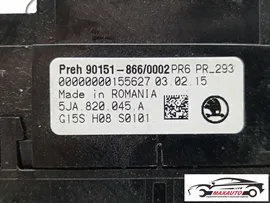 Preh 90151-866/0002 PR6 PR_293
00000000155627 03.02.15
Made in ROMANIA
5JA.820.045.A
G15S H08 S0101
MAXAUTO